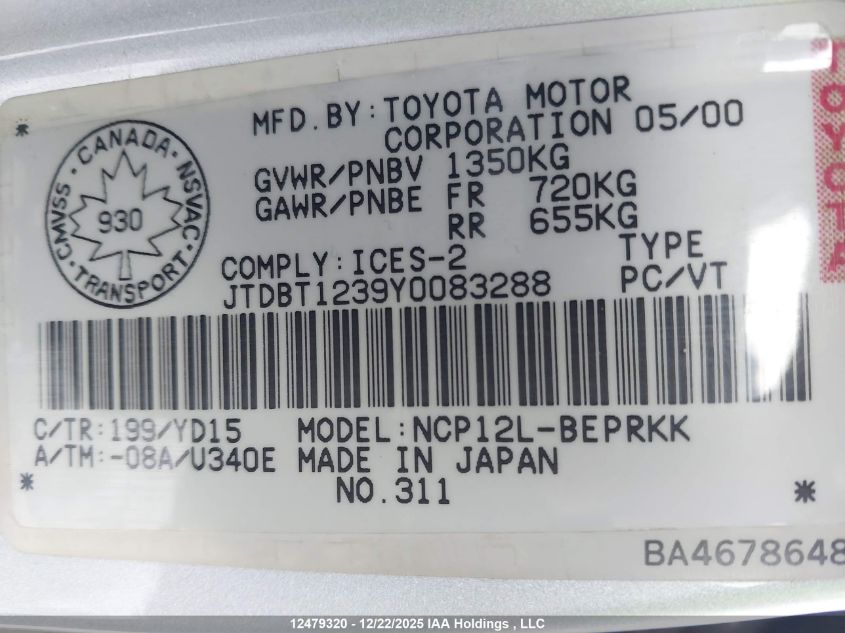 MFD. BY: TOYOTA MOTOR
CORPORATION 05/00
GVWR/PNBV 1350KG
GAWR/PNBE FR 720KG
RR 655KG
CANADA · NSVAC · TRANSPORT · CMVSS ·
930
COMPLY: ICES-2
TYPE
JTDBT1239Y0083288 PC/VT
C/TR: 199/YD15 MODEL: NCP12L-BEPRKK
A/TM: -08A/U340E MADE IN JAPAN
NO. 311
* * *
BA4678648
TOYOTA
12479320 - 12/22/2025 IAA Holdings , LLC